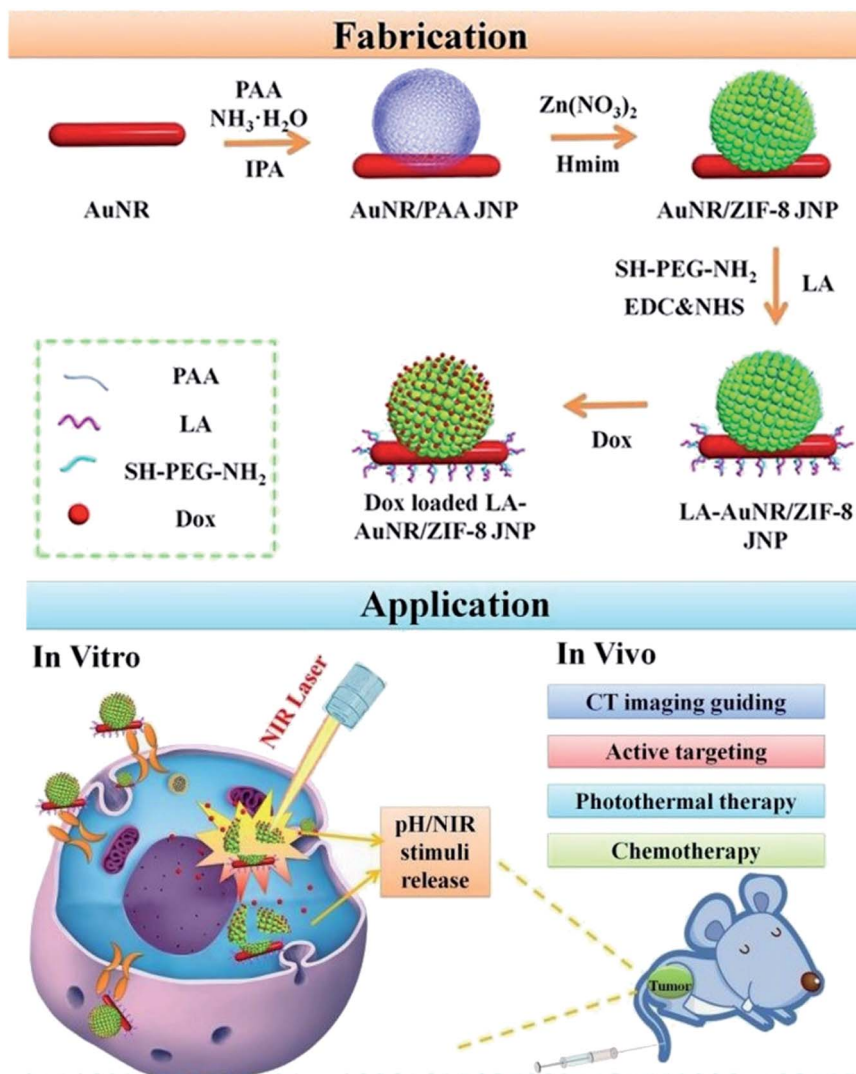 Fabrication
PAA
NH₃·H₂O
IPA
Zn(NO₃)₂
Hmim
AuNR
AuNR/PAA JNP
AuNR/ZIF-8 JNP
SH-PEG-NH₂
EDC&NHS
LA
PAA
LA
SH-PEG-NH₂
Dox
Dox
Dox loaded LA-
AuNR/ZIF-8 JNP
LA-AuNR/ZIF-8
JNP
Application
In Vitro
NIR Laser
pH/NIR
stimuli
release
In Vivo
CT imaging guiding
Active targeting
Photothermal therapy
Chemotherapy
Tumor